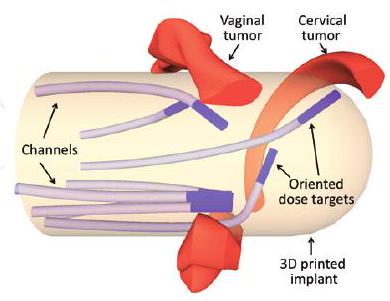 Vaginal
tumor
Cervical
tumor
Channels
Oriented
dose targets
3D printed
implant